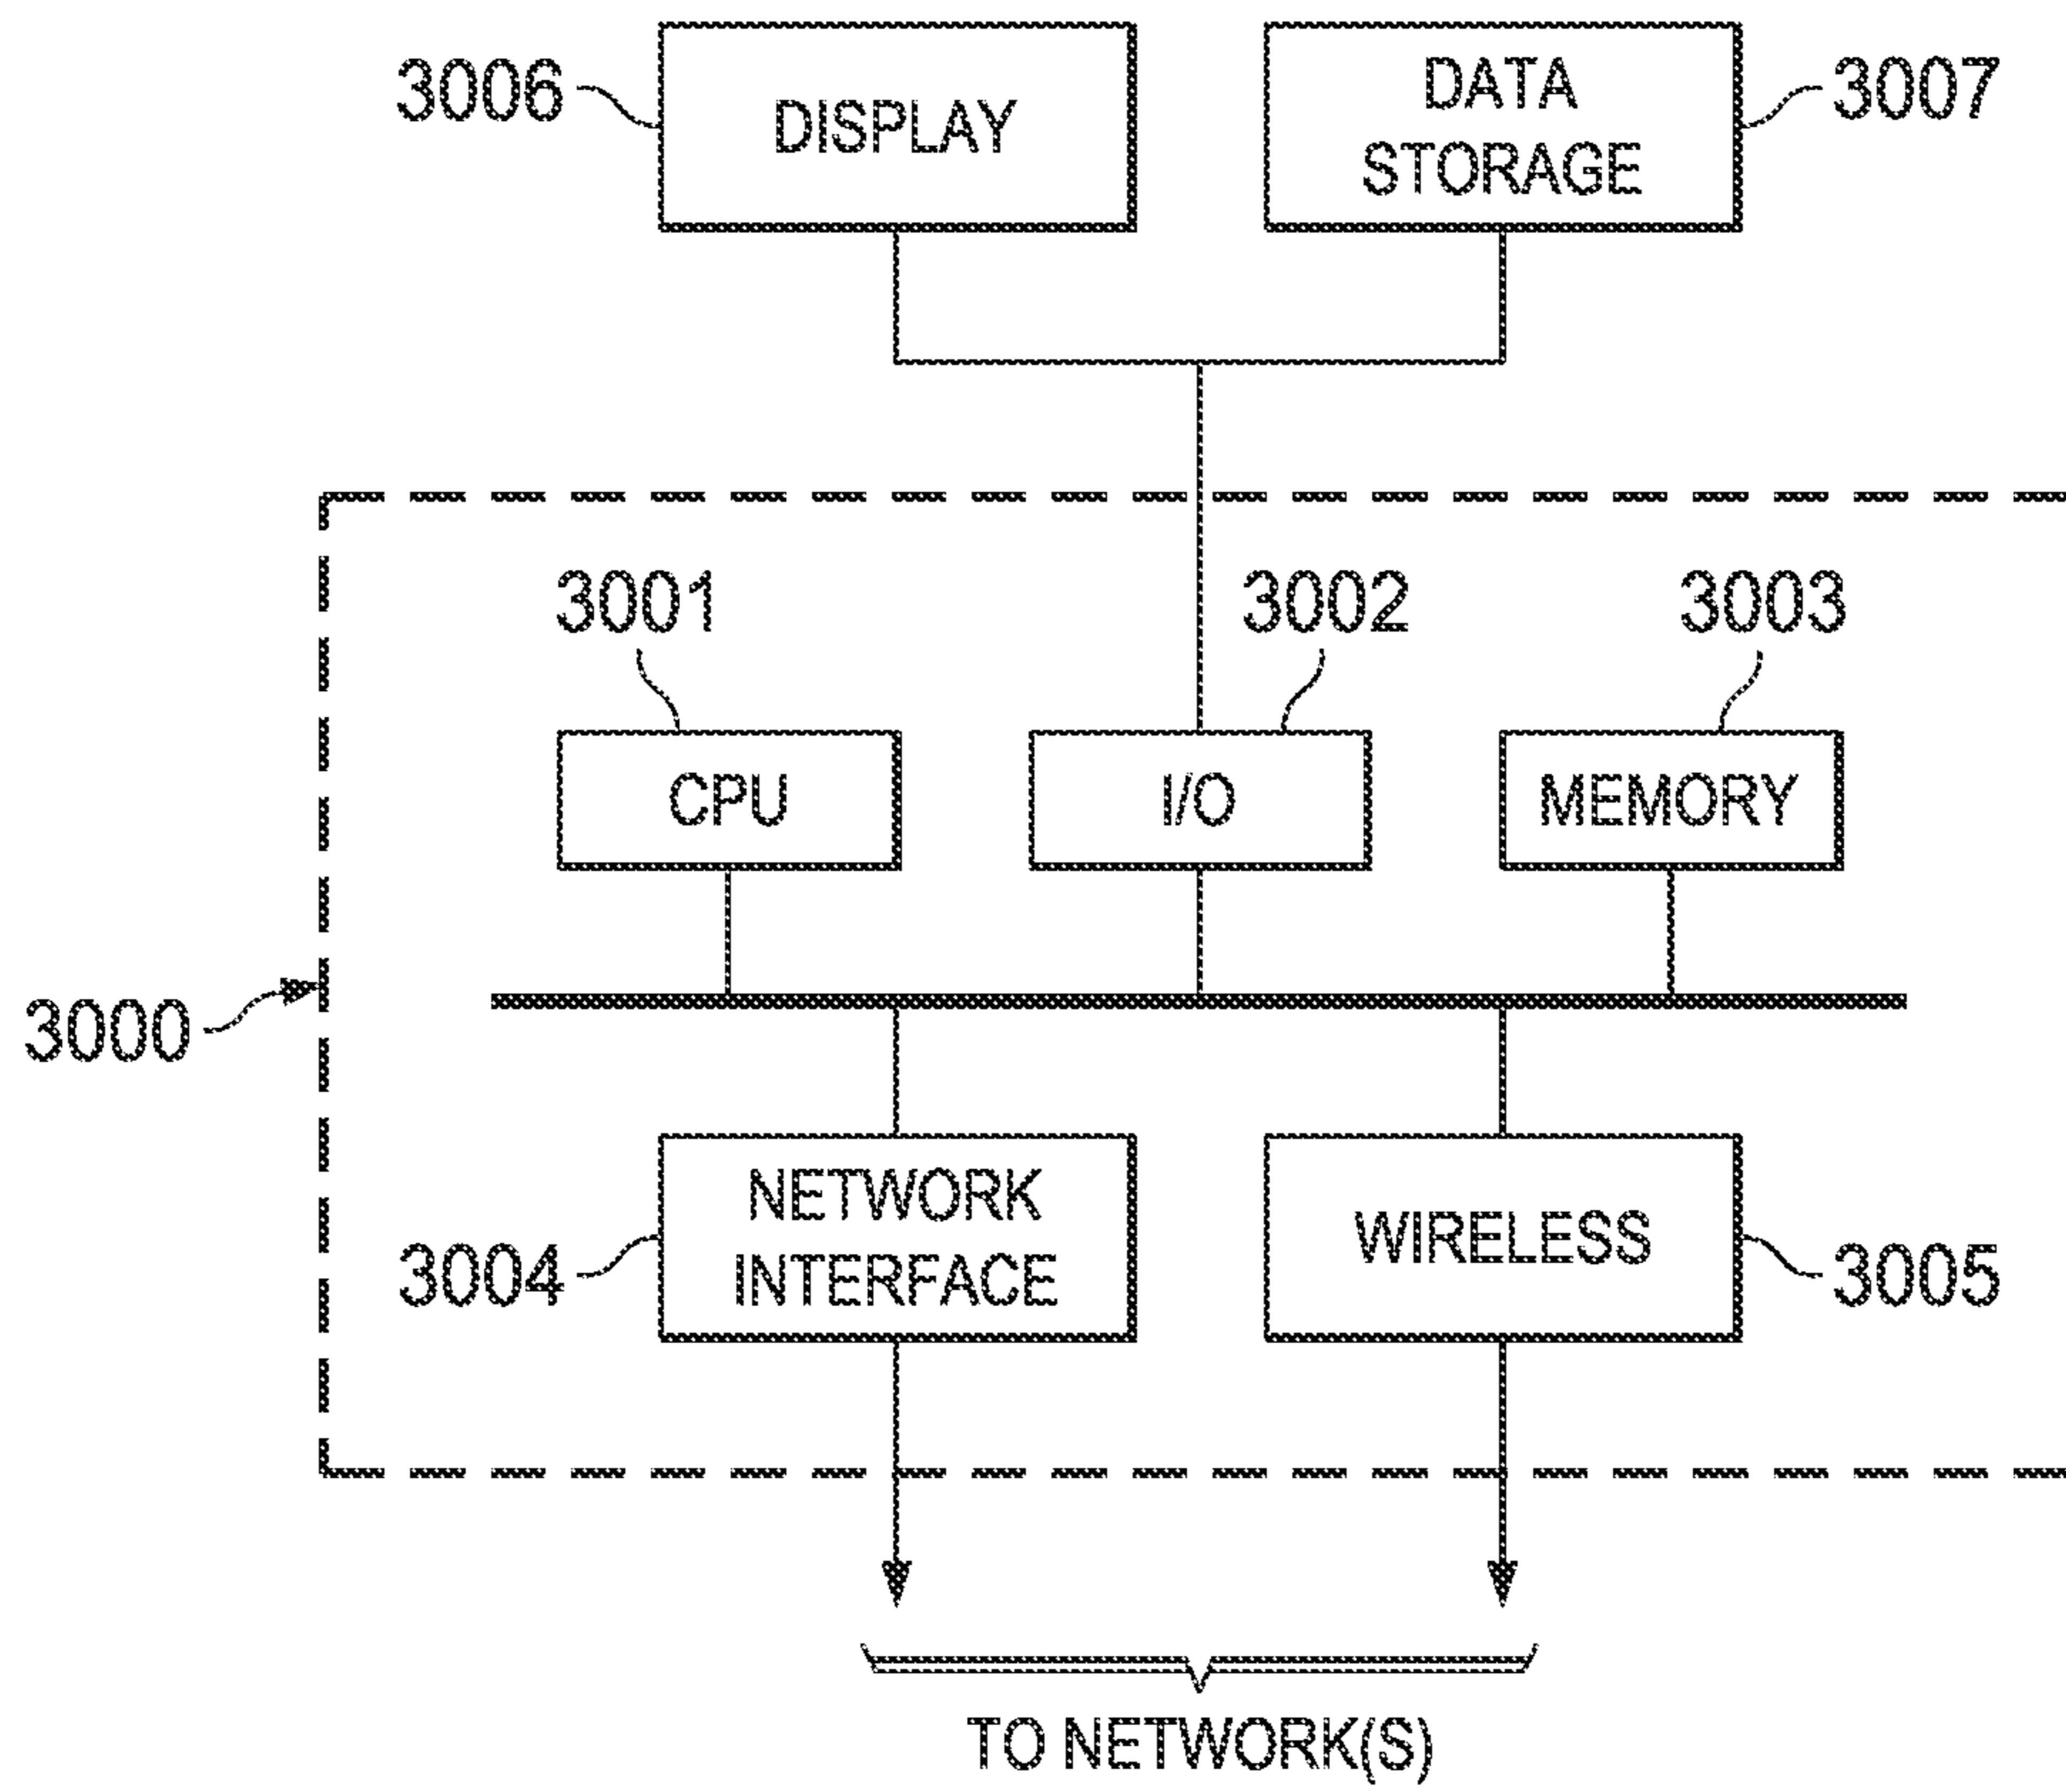 3006
DISPLAY
DATA
STORAGE
3007
3001
3002
3003
CPU
I/O
MEMORY
3000
NETWORK
INTERFACE
3004
WIRELESS
3005
TO NETWORK(S)